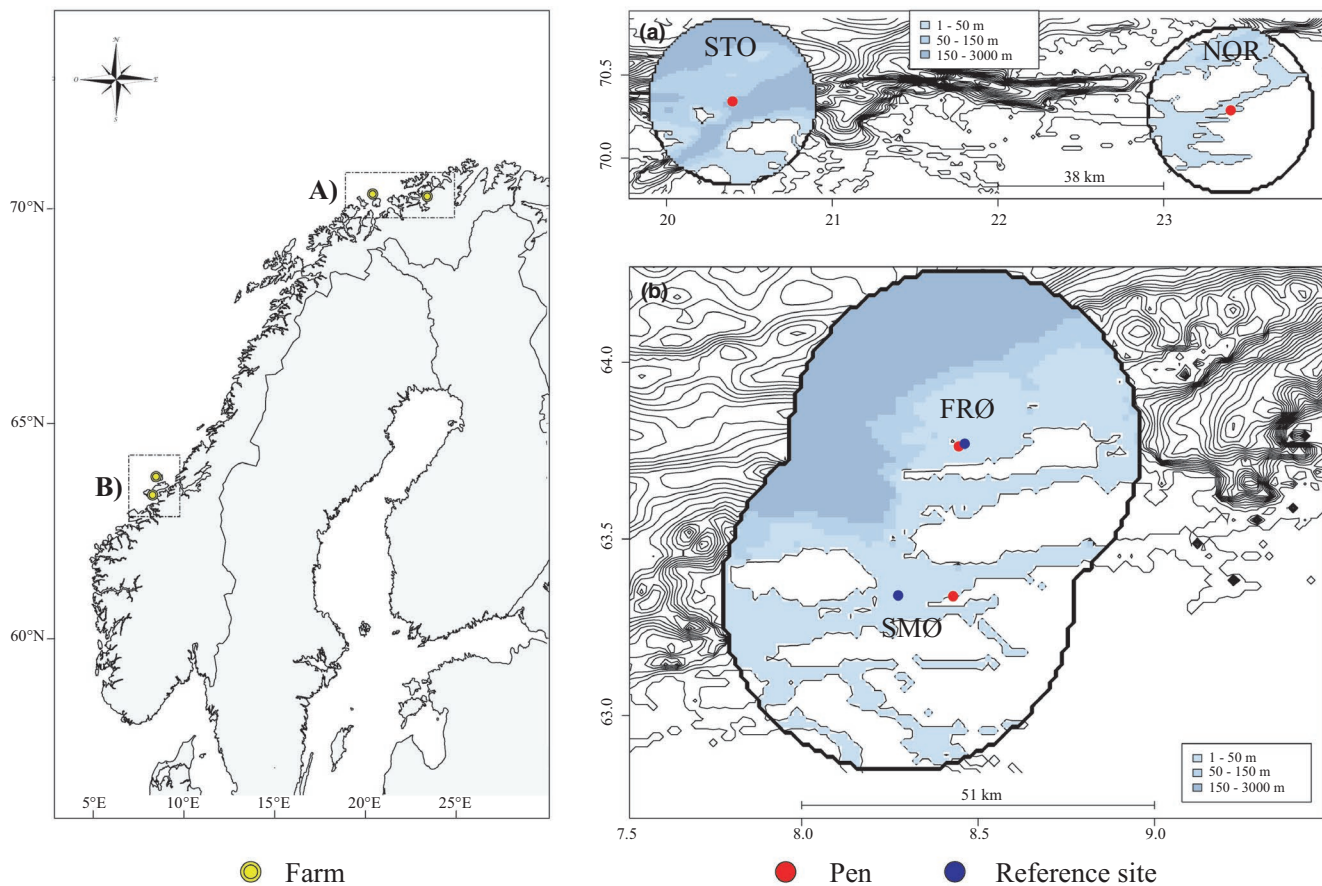 N
O
E
S
A)
B)
70°N
65°N
60°N
5°E 10°E 15°E 20°E 25°E
(a)
STO
NOR
1 - 50 m
50 - 150 m
150 - 3000 m
70.5
70.0
38 km
20 21 22 23
(b)
FRØ
SMØ
64.0
63.5
63.0
1 - 50 m
50 - 150 m
150 - 3000 m
51 km
7.5 8.0 8.5 9.0
Farm
Pen
Reference site